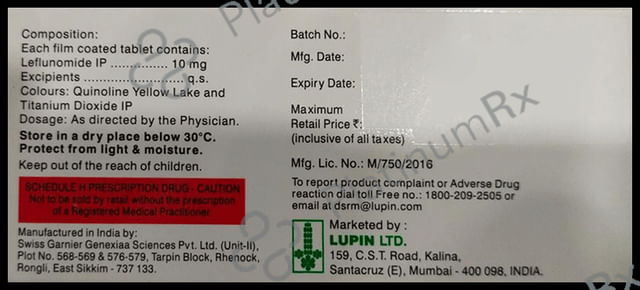 Composition:
Each film coated tablet contains:
Leflunomide IP .............. 10 mg
Excipients ........................ q.s.
Colours: Quinoline Yellow Lake and
Titanium Dioxide IP
Dosage: As directed by the Physician.
Store in a dry place below 30°C.
Protect from light & moisture.
Keep out of the reach of children.
SCHEDULE H PRESCRIPTION DRUG - CAUTION
Not to be sold by retail without the prescription
of a Registered Medical Practitioner.
Manufactured in India by:
Swiss Garnier Genexiaa Sciences Pvt. Ltd. (Unit-II),
Plot No. 568-569 & 576-579, Tarpin Block, Rhenock,
Rongli, East Sikkim - 737 133.
Batch No.:
Mfg. Date:
Expiry Date:
Maximum
Retail Price ₹:
(inclusive of all taxes)
Mfg. Lic. No.: M/750/2016
To report product complaint or Adverse Drug
reaction dial toll Free no.: 1800-209-2505 or
email at dsrm@lupin.com
Marketed by :
LUPIN LTD.
159, C.S.T. Road, Kalina,
Santacruz (E), Mumbai - 400 098, INDIA.
PlatinumRx